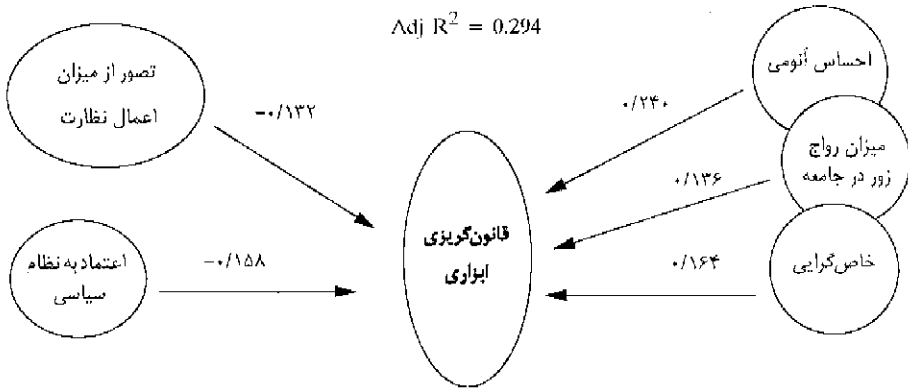 Adj R² = 0.294
احساس آنومی
۰/۲۴۰
میزان رواج
زور در جامعه
۰/۱۳۶
خاص‌گرایی
۰/۱۶۴
تصور از میزان
اعمال نظارت
−۰/۱۳۲
اعتماد به نظام
سیاسی
−۰/۱۵۸
قانون‌گریزی
ابزاری